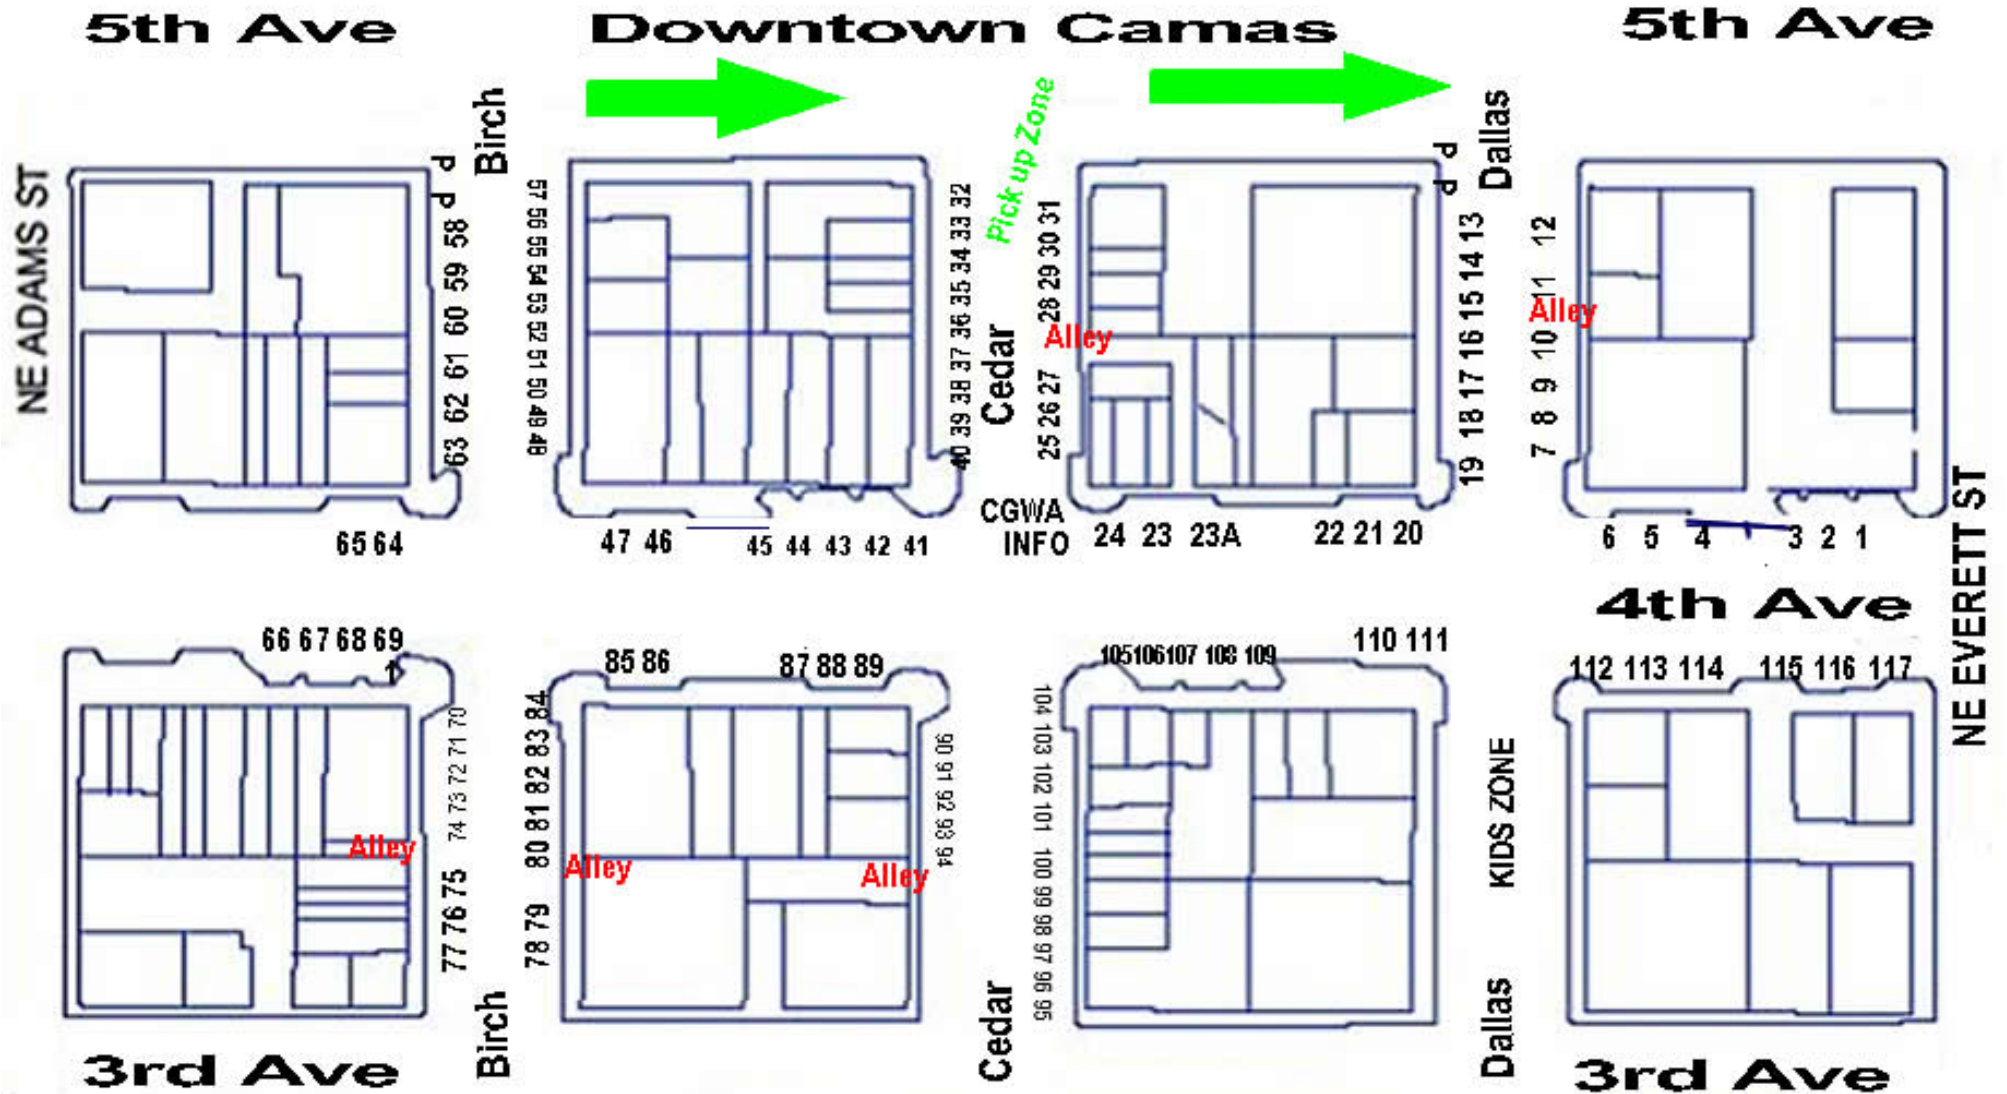 5th Ave Downtown Camas 5th Ave
Birch
Pick up Zone
Dallas
NE ADAMS ST
P
P
58
59
60
61
62
63
57 56 55 54 53 52 51 50 49 48
32 33 34 35 36 37 38 39 40
Cedar
31 30 29 28
Alley
27 26 25
P
P
13 14 15 16 17 18 19
12 11
Alley
10 9 8 7
65 64
47 46 45 44 43 42 41
CGWA
INFO
24 23 23A 22 21 20
6 5 4 3 2 1
4th Ave
NE EVERETT ST
66 67 68 69
85 86 87 88 89
105 106 107 108 109
110 111
112 113 114 115 116 117
70 71 72 73 74
Alley
75 76 77
84 83 82 81 80
Alley
79 78
90 91 92 93 94
Alley
104 103 102 101 100 99 98 97 96 95
KIDS ZONE
Birch
Cedar
Dallas
3rd Ave 3rd Ave